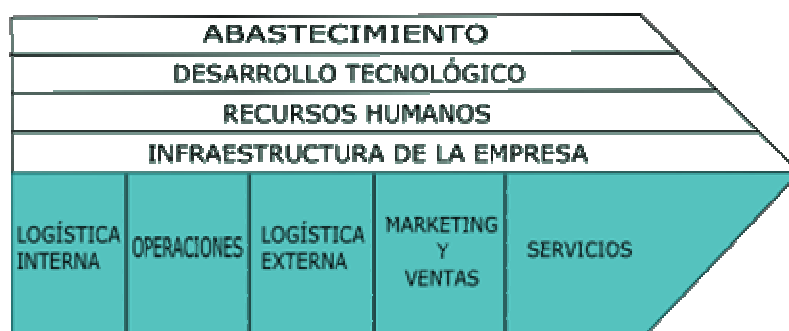 ABASTECIMIENTO
DESARROLLO TECNOLÓGICO
RECURSOS HUMANOS
INFRAESTRUCTURA DE LA EMPRESA
LOGÍSTICA
INTERNA
OPERACIONES
LOGÍSTICA
EXTERNA
MARKETING
Y
VENTAS
SERVICIOS